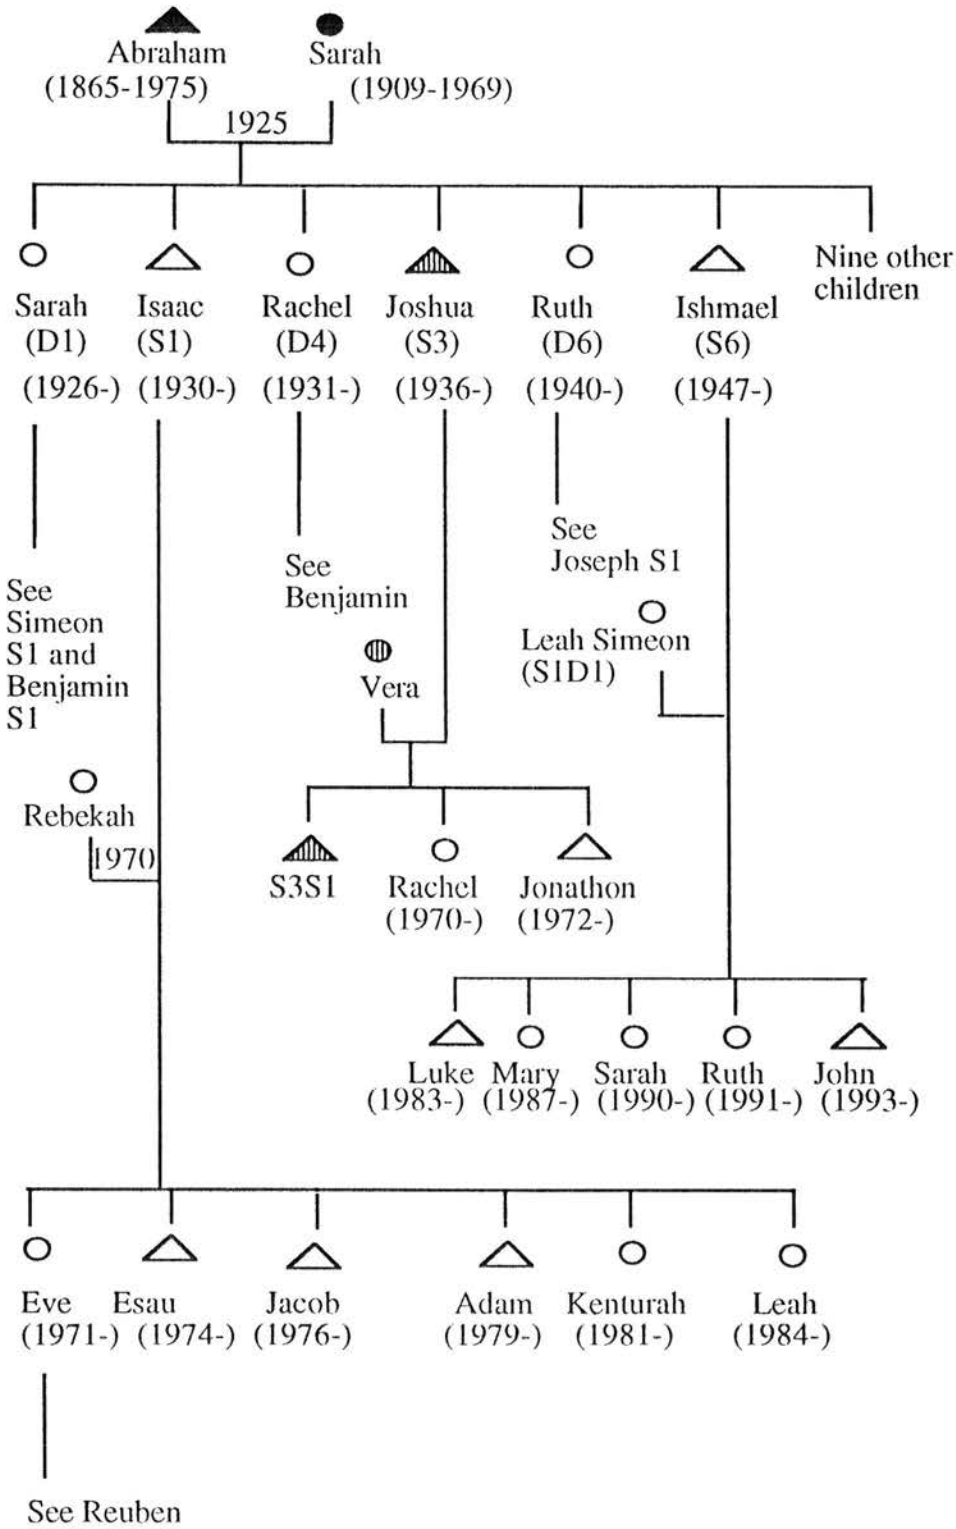 Abraham Sarah
(1865-1975) (1909-1969)
1925
Sarah Isaac Rachel Joshua Ruth Ishmael Nine other
children
(D1) (S1) (D4) (S3) (D6) (S6)
(1926-) (1930-) (1931-) (1936-) (1940-) (1947-)
See
Joseph S1
See
Benjamin
See
Simeon
S1 and
Benjamin
S1
Leah Simeon
(S1D1)
Vera
Rebekah
1970
S3S1 Rachel Jonathon
(1970-) (1972-)
Luke Mary Sarah Ruth John
(1983-) (1987-) (1990-) (1991-) (1993-)
Eve Esau Jacob Adam Kenturah Leah
(1971-) (1974-) (1976-) (1979-) (1981-) (1984-)
See Reuben